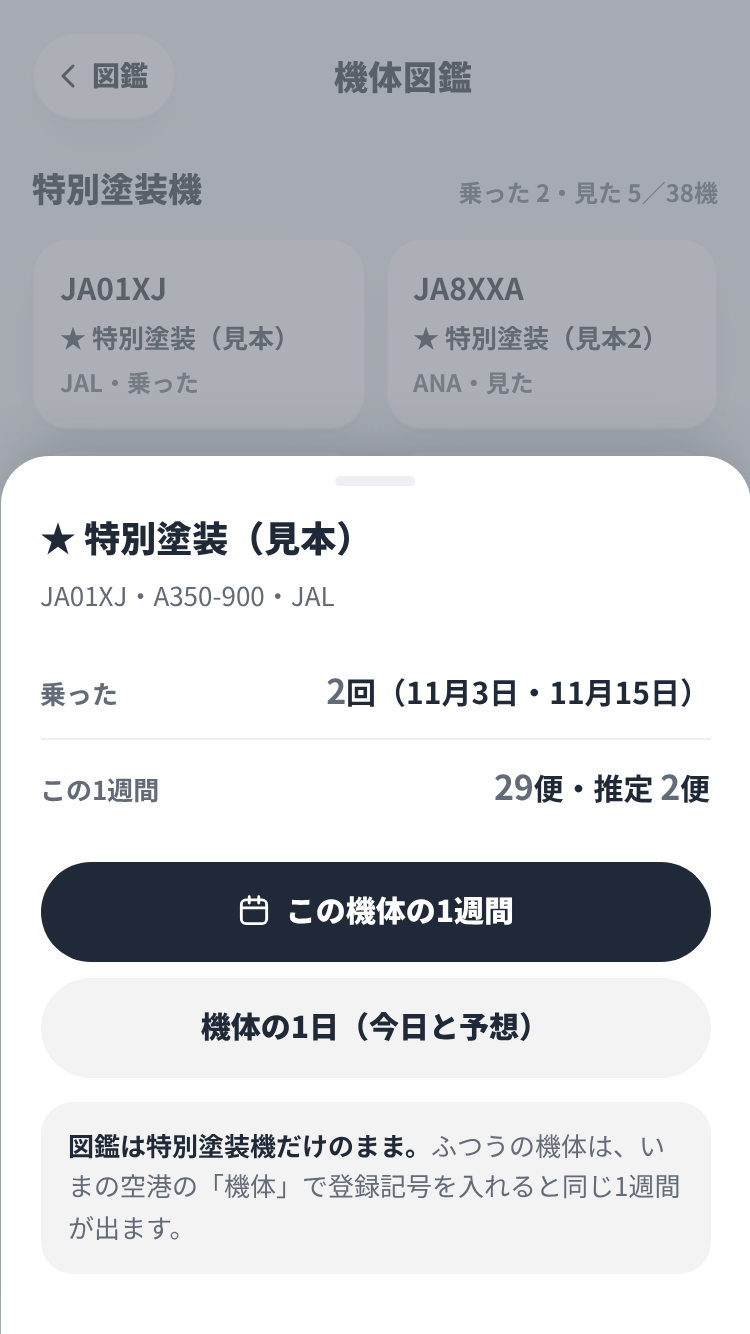 図鑑
機体図鑑
特別塗装機
乗った 2・見た 5／38機
JA01XJ
★ 特別塗装（見本）
JAL・乗った
JA8XXA
★ 特別塗装（見本2）
ANA・見た
★ 特別塗装（見本）
JA01XJ・A350-900・JAL
乗った
2回（11月3日・11月15日）
この1週間
29便・推定 2便
この機体の1週間
機体の1日（今日と予想）
図鑑は特別塗装機だけのまま。ふつうの機体は、い
まの空港の「機体」で登録記号を入れると同じ1週間
が出ます。